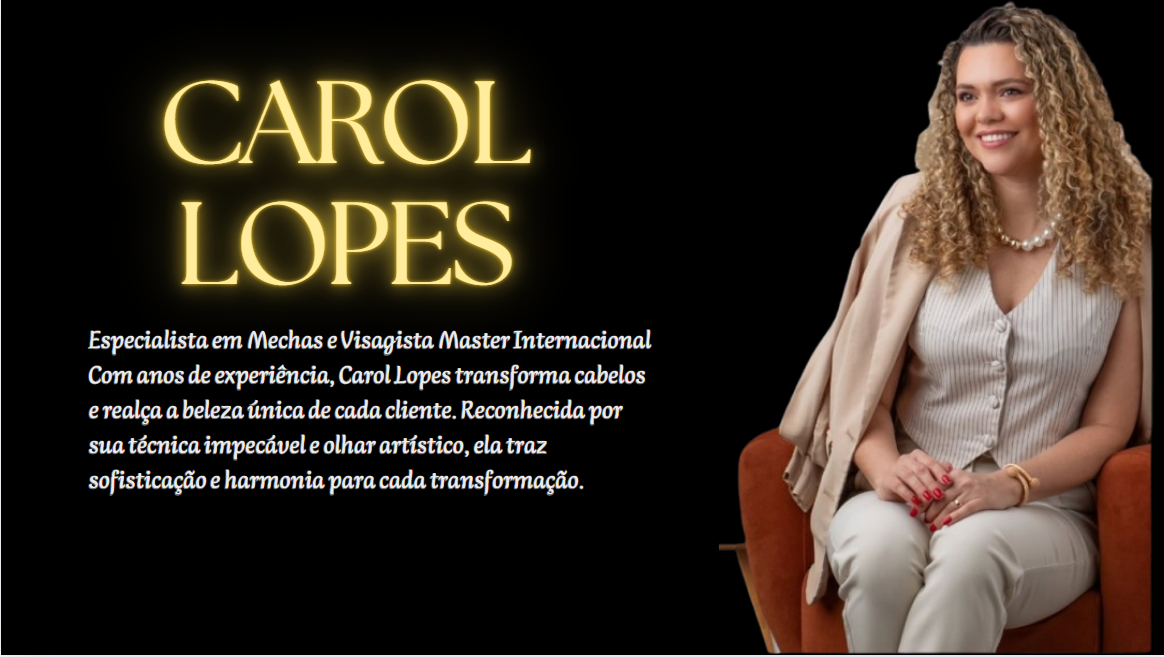 CAROL
LOPES
Especialista em Mechas e Visagista Master Internacional
Com anos de experiência, Carol Lopes transforma cabelos
e realça a beleza única de cada cliente. Reconhecida por
sua técnica impecável e olhar artístico, ela traz
sofisticação e harmonia para cada transformação.